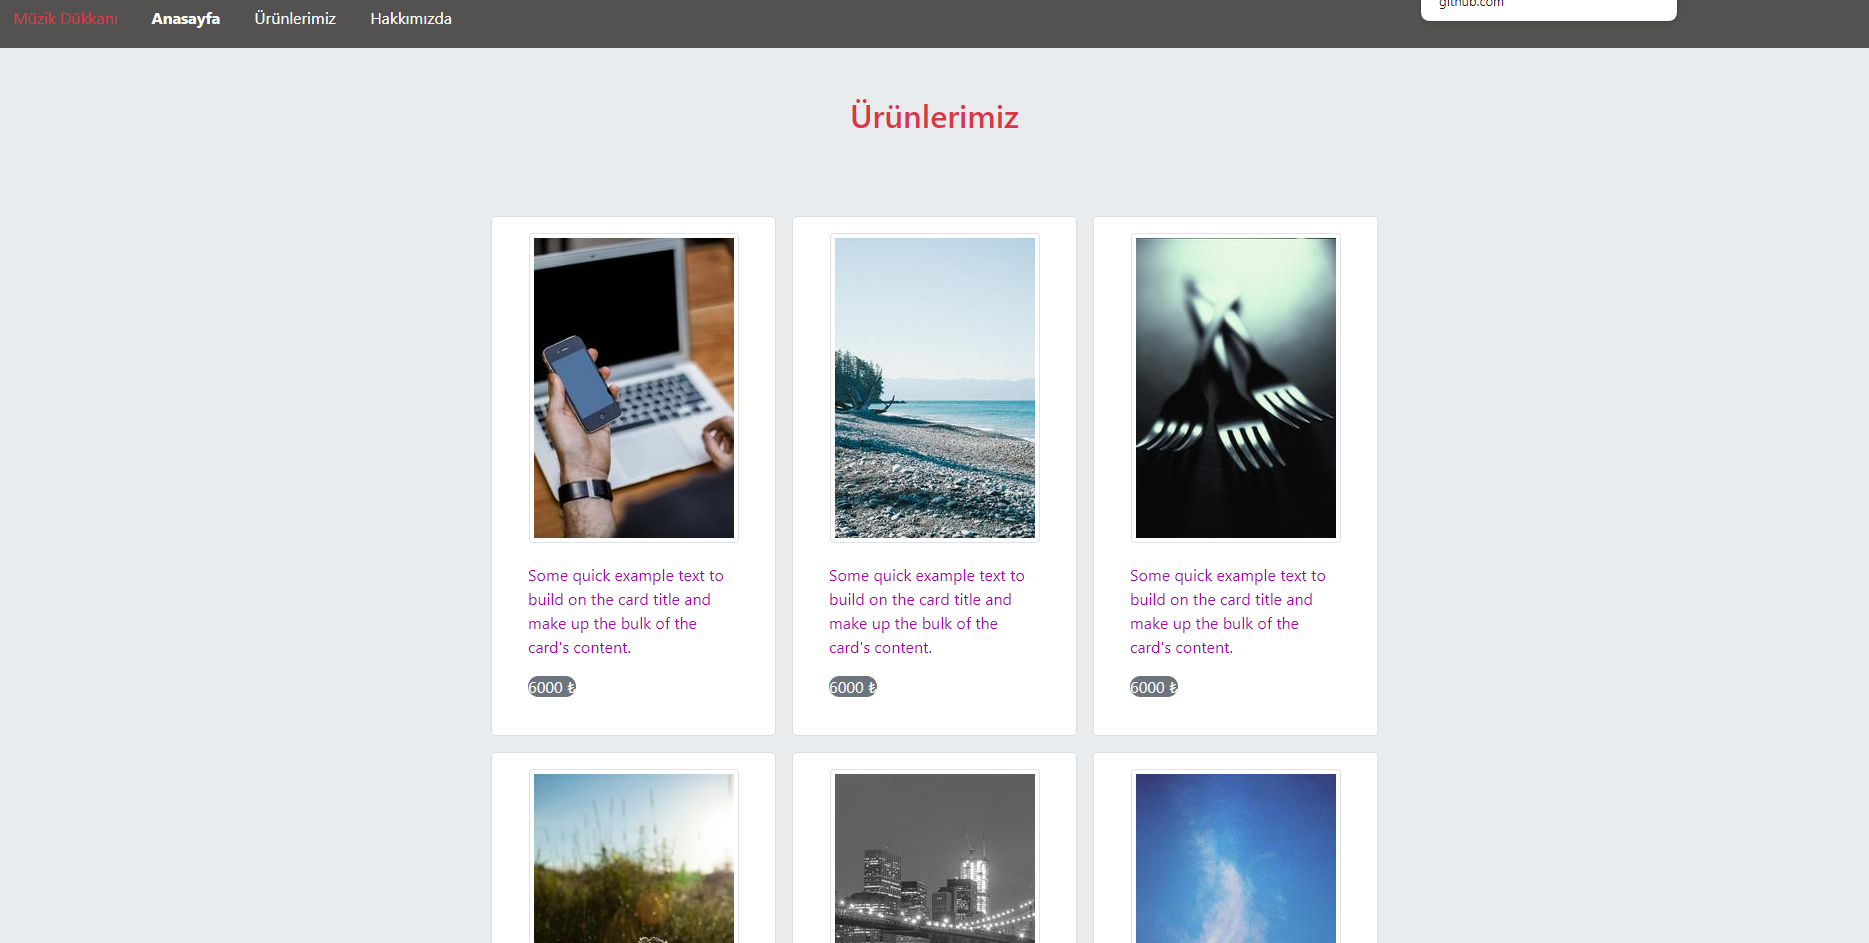 Müzik Dükkanı Anasayfa Ürünlerimiz Hakkımızda
github.com
Ürünlerimiz
Some quick example text to
build on the card title and
make up the bulk of the
card's content.
6000 ₺
Some quick example text to
build on the card title and
make up the bulk of the
card's content.
6000 ₺
Some quick example text to
build on the card title and
make up the bulk of the
card's content.
6000 ₺